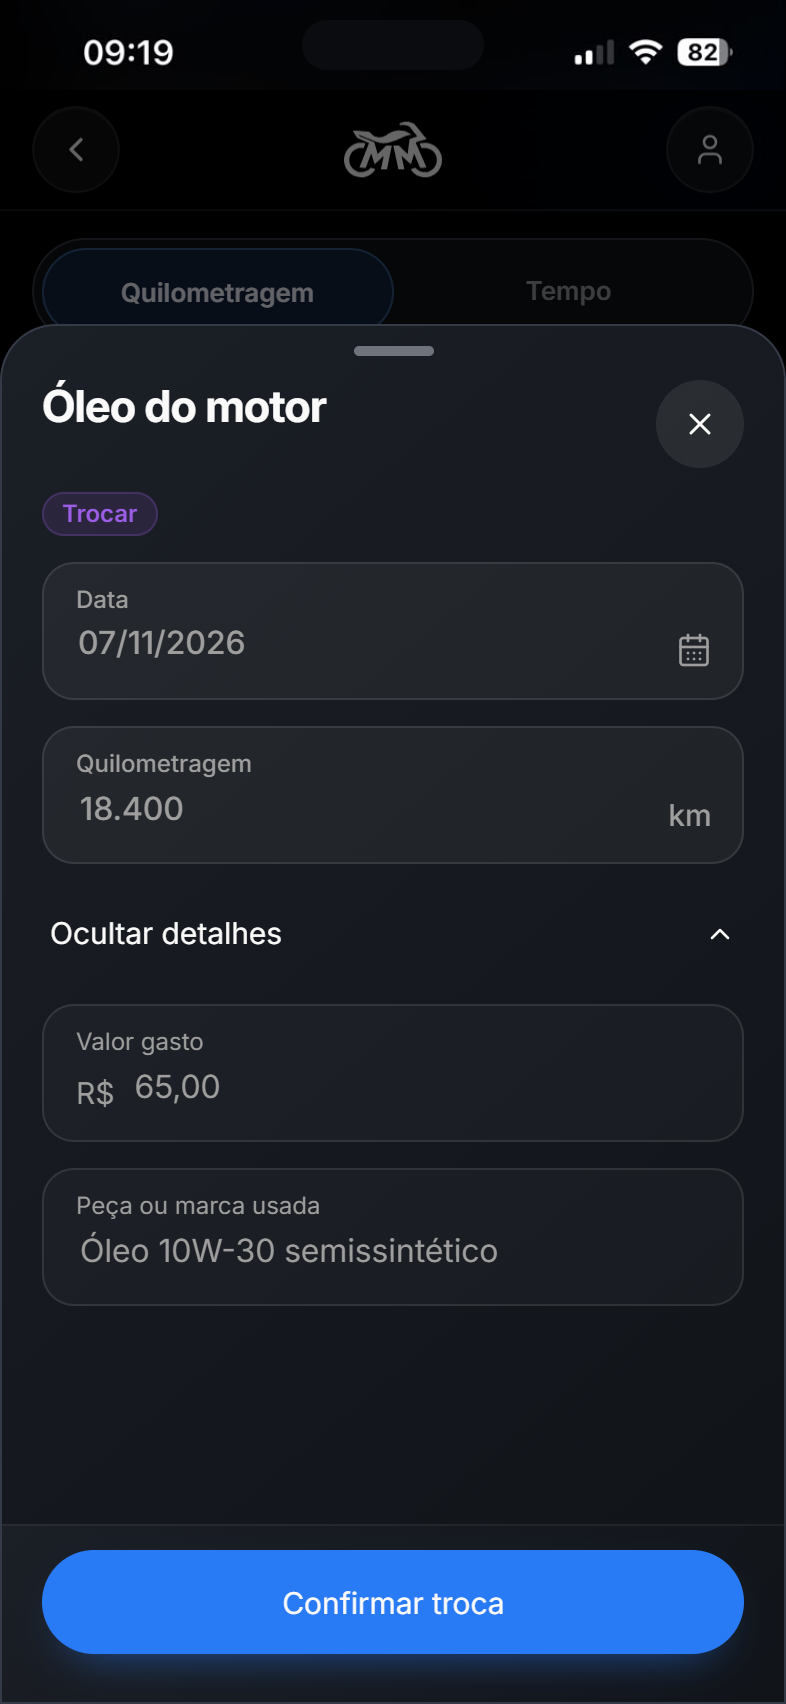 09:19
82
MM
Quilometragem
Tempo
Óleo do motor
Trocar
Data
07/11/2026
Quilometragem
18.400
km
Ocultar detalhes
Valor gasto
R$ 65,00
Peça ou marca usada
Óleo 10W-30 semissintético
Confirmar troca